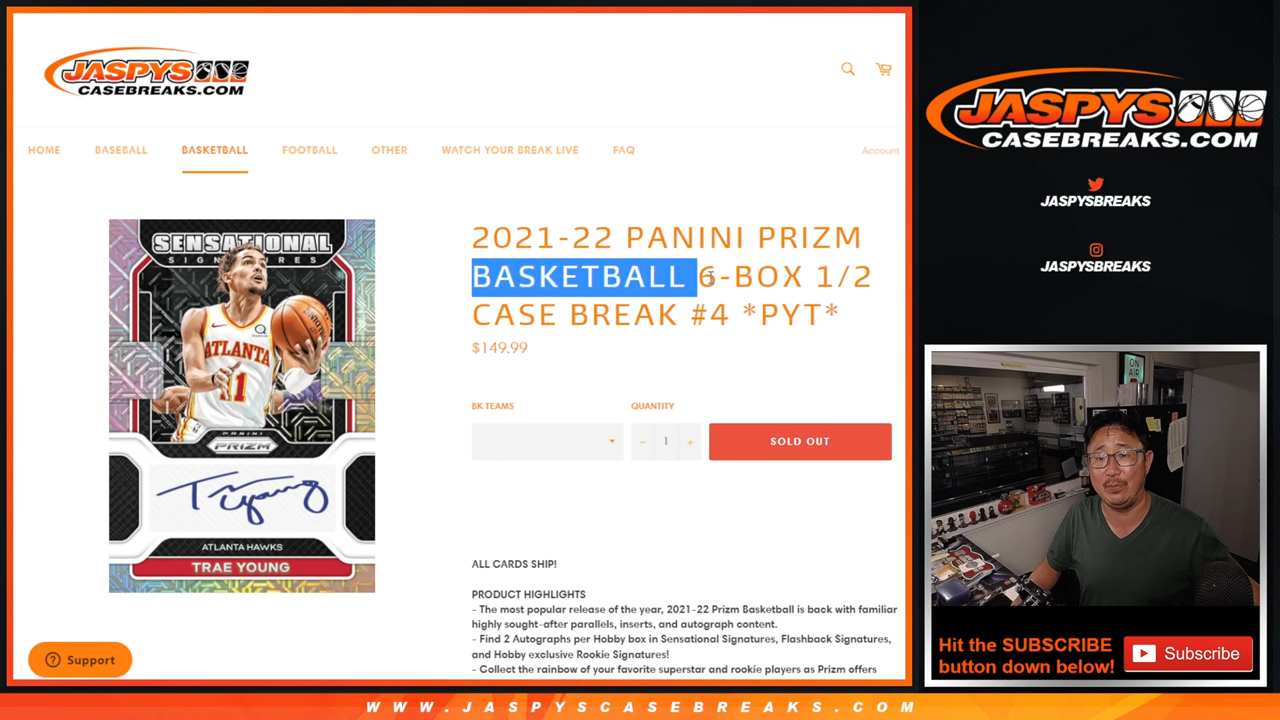 JASPYS
CASEBREAKS.COM
HOME
BASEBALL
BASKETBALL
FOOTBALL
OTHER
WATCH YOUR BREAK LIVE
FAQ
Account
SENSATIONAL
SIGNATURES
ATLANTA
11
PANINI
PRIZM
ATLANTA HAWKS
TRAE YOUNG
2021-22 PANINI PRIZM
BASKETBALL 6-BOX 1/2
CASE BREAK #4 *PYT*
$149.99
BK TEAMS
QUANTITY
− 1 +
SOLD OUT
ALL CARDS SHIP!
PRODUCT HIGHLIGHTS
- The most popular release of the year, 2021-22 Prizm Basketball is back with familiar
highly sought-after parallels, inserts, and autograph content.
- Find 2 Autographs per Hobby box in Sensational Signatures, Flashback Signatures,
and Hobby exclusive Rookie Signatures!
- Collect the rainbow of your favorite superstar and rookie players as Prizm offers
? Support
JASPYS
CASEBREAKS.COM
JASPYSBREAKS
JASPYSBREAKS
ON
AIR
Hit the SUBSCRIBE
button down below!
Subscribe
WWW.JASPYSCASEBREAKS.COM